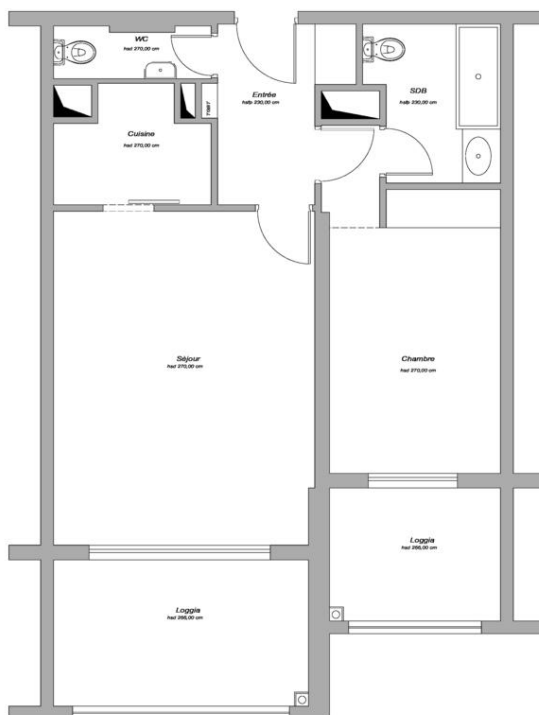 WC
hsd 270,00 cm
Entrée
hsfp 230,00 cm
SDB
hsfp 230,00 cm
Cuisine
hsd 270,00 cm
Séjour
hsd 270,00 cm
Chambre
hsd 270,00 cm
Loggia
hsd 266,00 cm
Loggia
hsd 266,00 cm